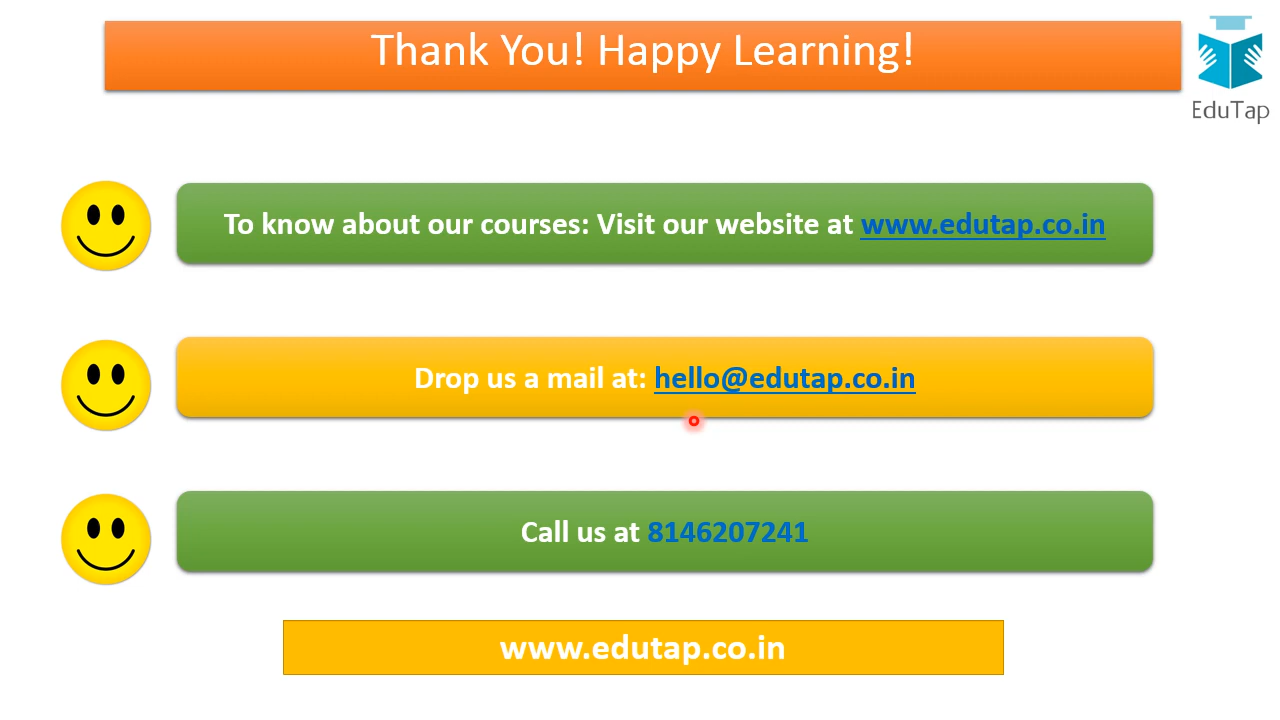 Thank You! Happy Learning!
EduTap
To know about our courses: Visit our website at www.edutap.co.in
Drop us a mail at: hello@edutap.co.in
Call us at 8146207241
www.edutap.co.in